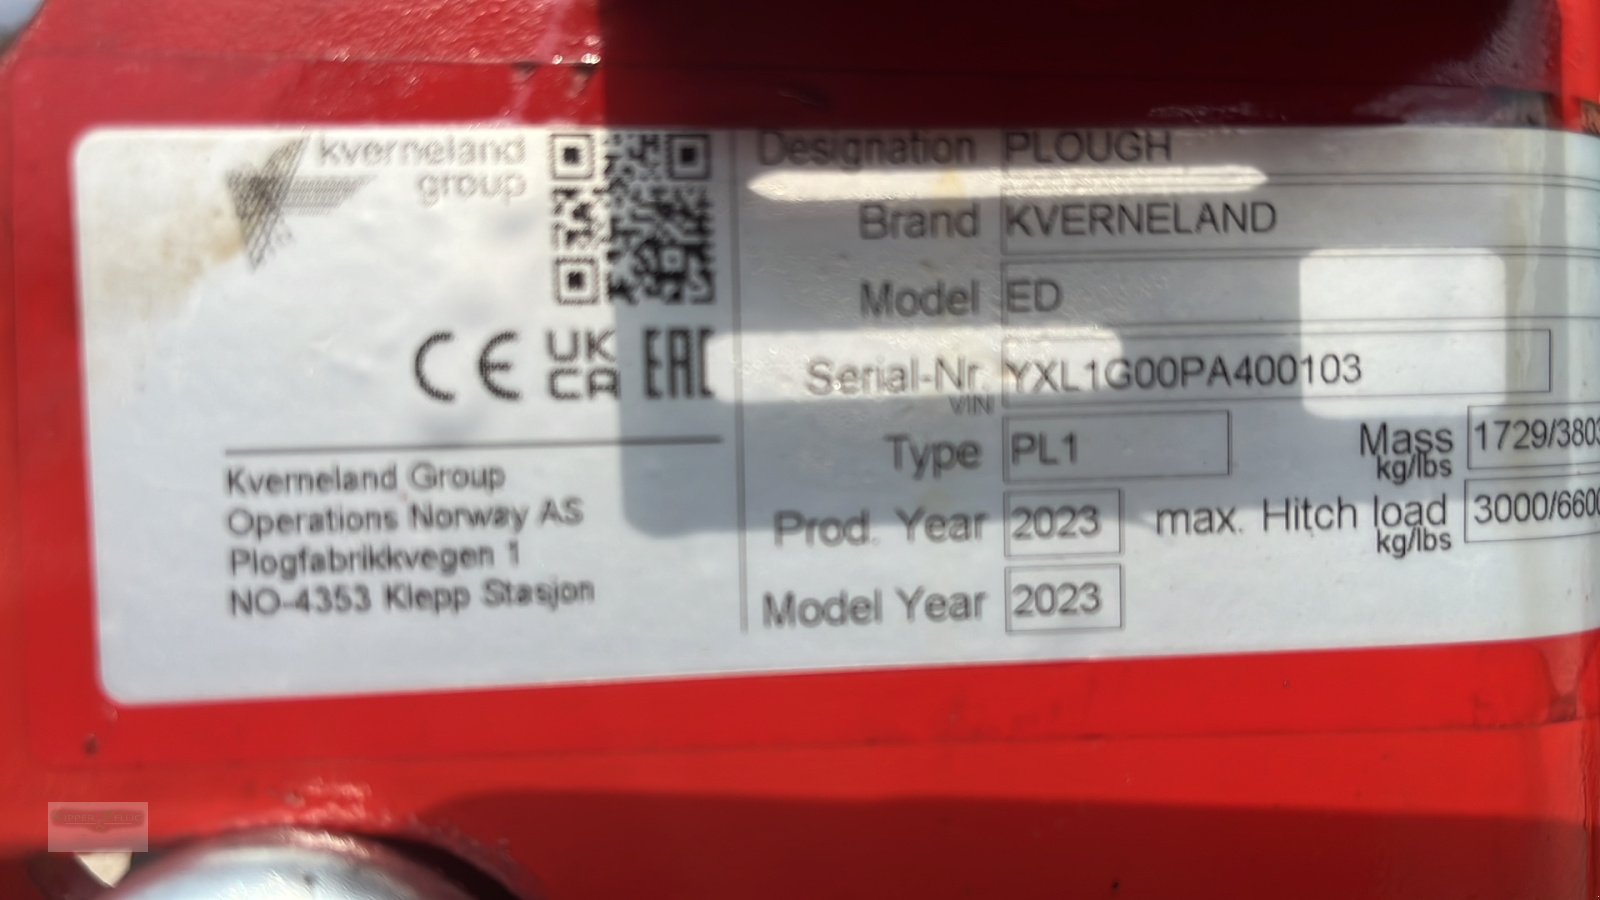 kverneland
group
CE UK CA EAC
Kverneland Group
Operations Norway AS
Plogfabrikkvegen 1
NO-4353 Klepp Stasjon
Designation PLOUGH
Brand KVERNELAND
Model ED
Serial-Nr. YXL1G00PA400103
VIN
Type PL1 Mass kg/lbs 1729/3803
Prod. Year 2023 max. Hitch load kg/lbs 3000/6600
Model Year 2023